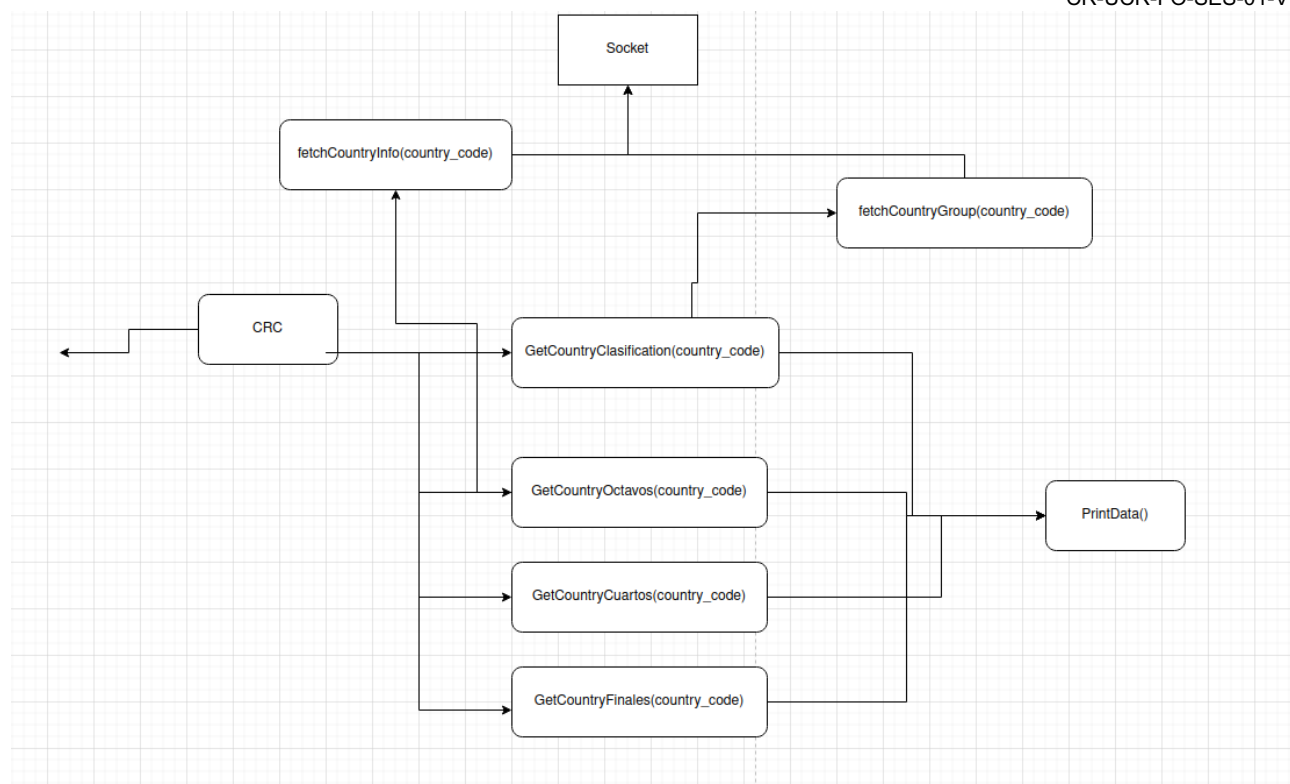 Socket
fetchCountryInfo(country_code)
fetchCountryGroup(country_code)
CRC
GetCountryClasification(country_code)
GetCountryOctavos(country_code)
PrintData()
GetCountryCuartos(country_code)
GetCountryFinales(country_code)